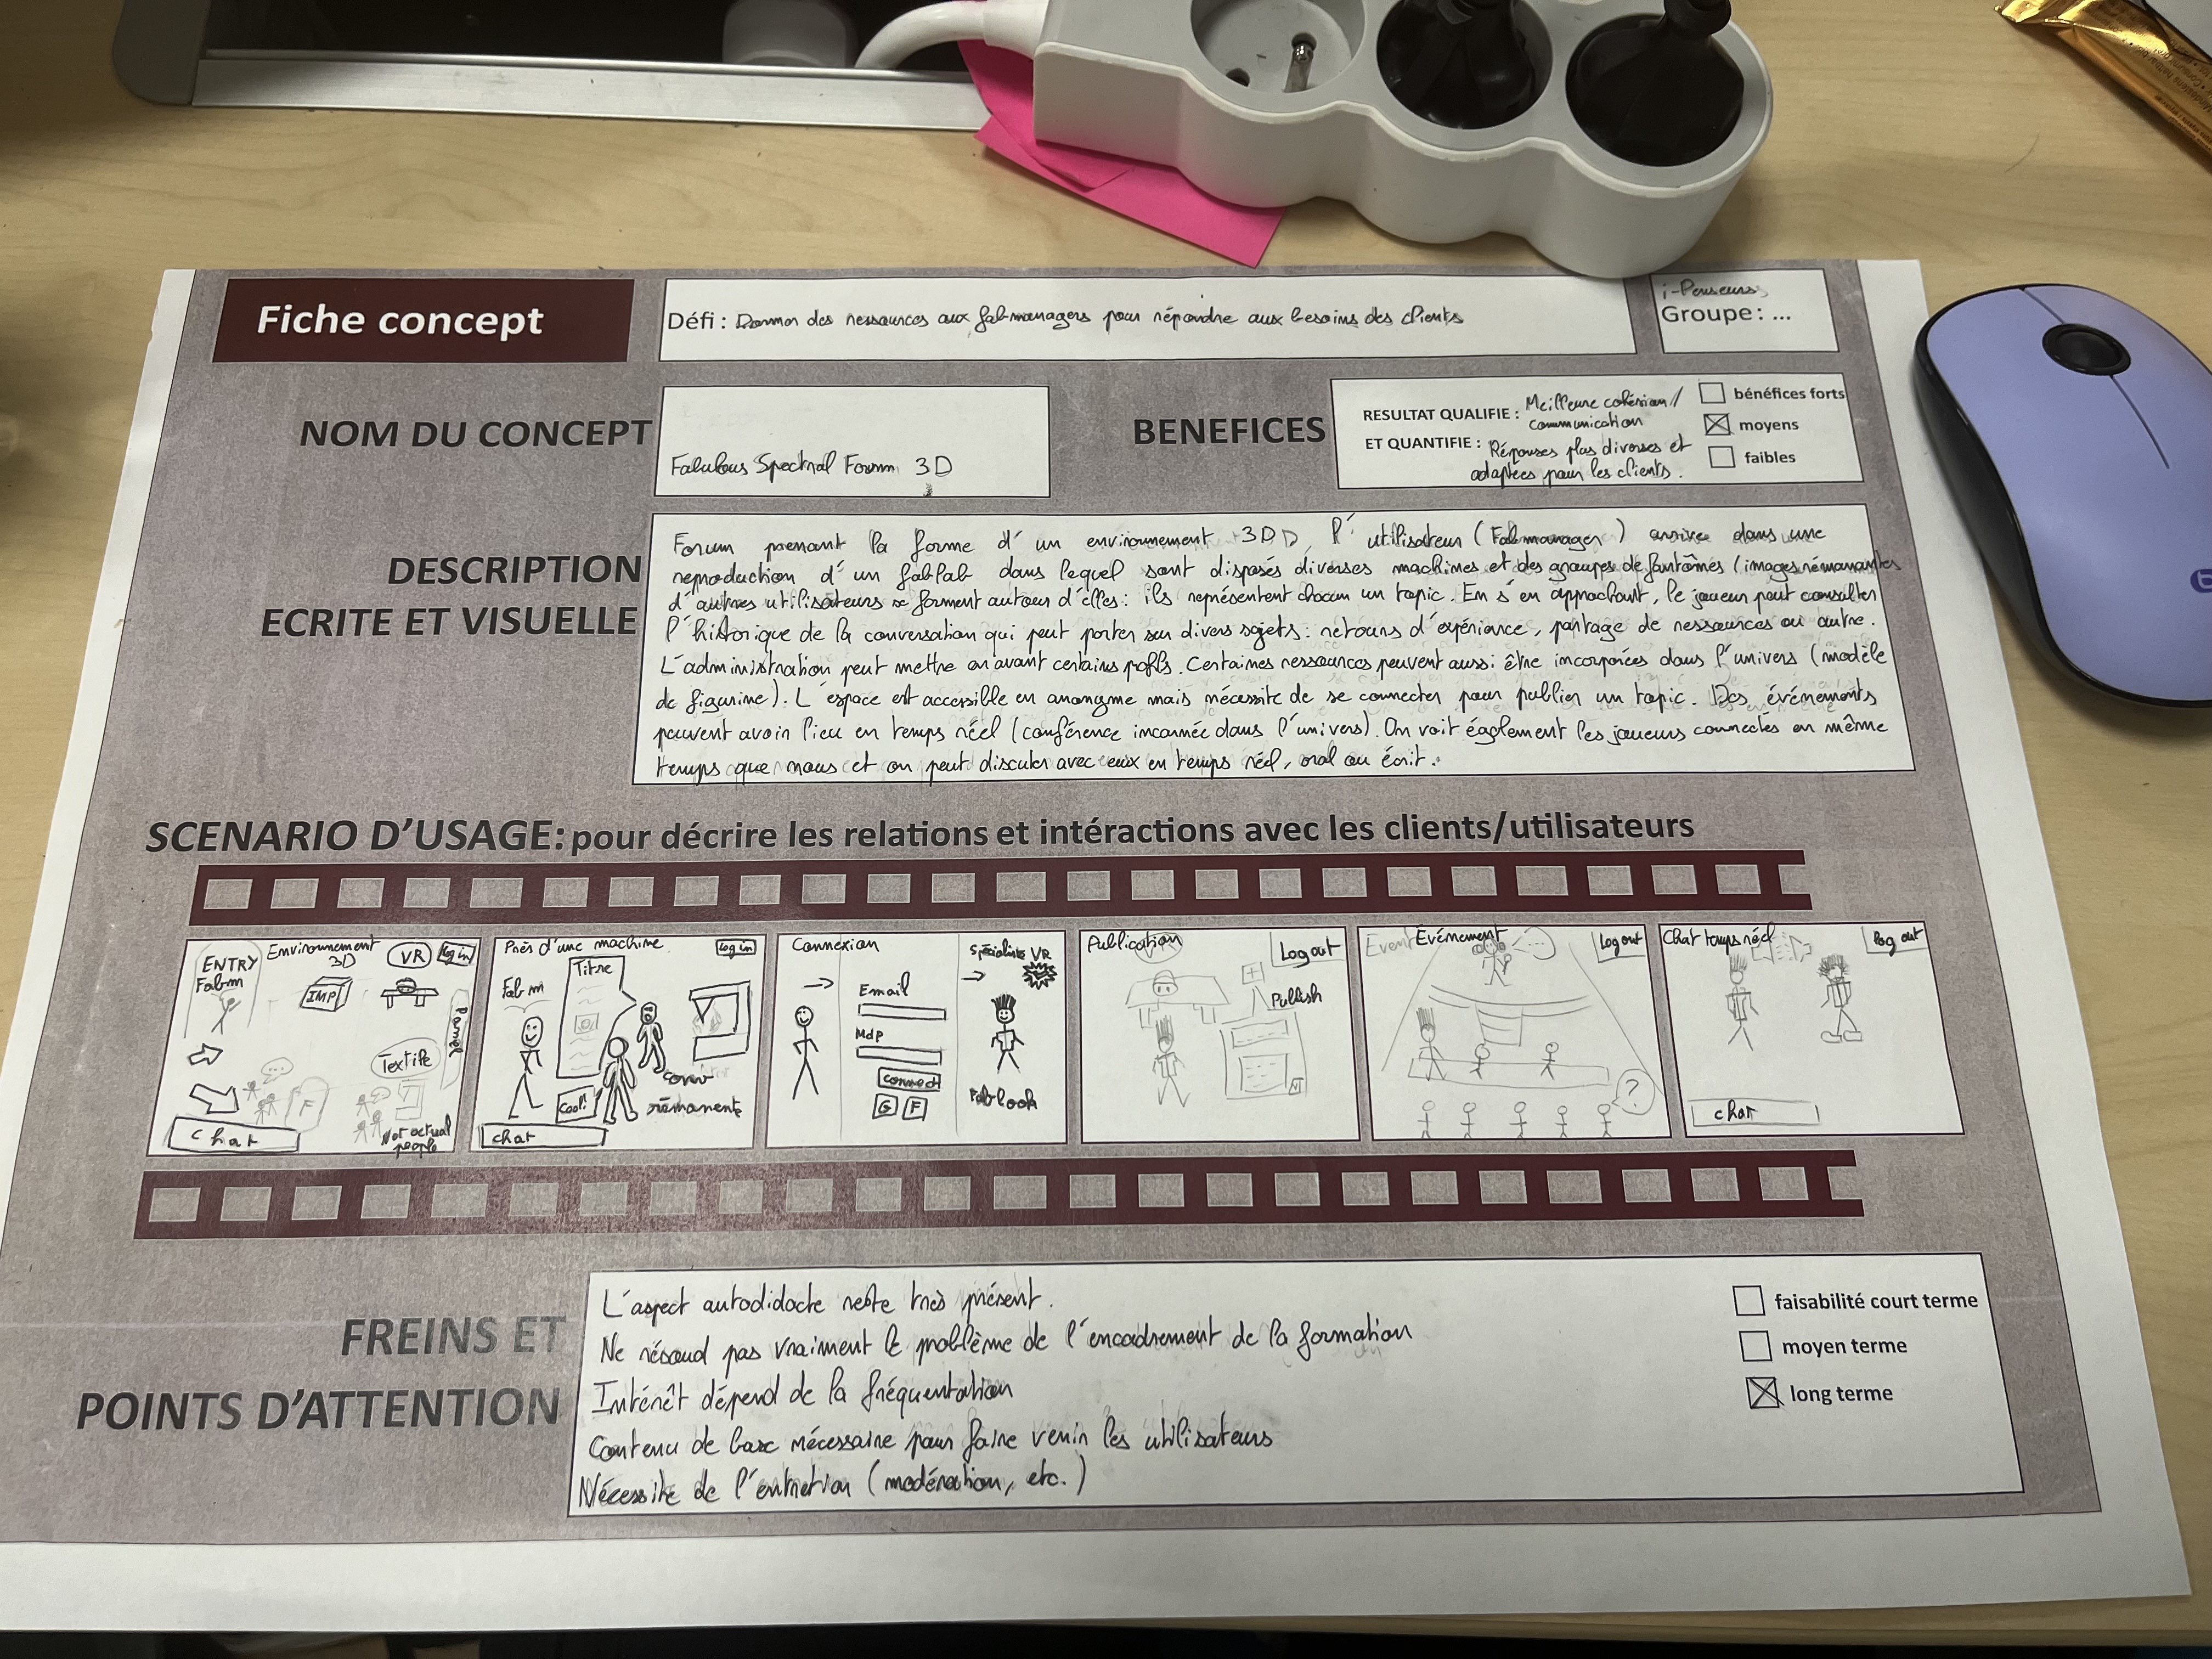 Fiche concept
Défi : Donner des ressources aux fab-managers pour répondre aux besoins des clients
i-Penseurs
Groupe : ...
NOM DU CONCEPT
Fabulous Spectral Forum 3D
BENEFICES
RESULTAT QUALIFIE : Meilleure cohésion/
communication
ET QUANTIFIE : Réponses plus diverses et
adaptées pour les clients.
bénéfices forts
moyens
faibles
DESCRIPTION
ECRITE ET VISUELLE
Forum prenant la forme d'un environnement 3D, l'utilisateur (Fabmanager) arrive dans une
reproduction d'un fablab dans lequel sont disposés diverses machines et des groupes de fantômes (images rémanantes
d'autres utilisateurs se forment autour d'elles : ils représentent chacun un topic. En s'en approchant, le joueur peut consulter
l'historique de la conversation qui peut porter sur divers sujets : retours d'expérience, partage de ressources ou autre.
L'administration peut mettre en avant certains profils. Certaines ressources peuvent aussi être incorporées dans l'univers (modèle
de figurine). L'espace est accessible en anonyme mais nécessite de se connecter pour publier un topic. Des événements
peuvent avoir lieu en temps réel (conférence incarnée dans l'univers). On voit également les joueurs connectés en même
temps que nous et on peut discuter avec eux en temps réel, oral ou écrit.
SCENARIO D'USAGE: pour décrire les relations et intéractions avec les clients/utilisateurs
ENTRY
Fabm
Environnement
3D
VR
Log in
IMP
Pannel
Textile
F
Not actual
people
chat
Près d'une machine
Log in
Titre
Fab m
Cool!
rémanente
chat
Connexion
Email
MdP
connect
G F
Spécialiste VR
Fab look
Publication
Log out
Publish
Événement
Log out
?
Chat temps réel
Log out
chat
FREINS ET
POINTS D'ATTENTION
L'aspect autodidacte reste très présent.
Ne résoud pas vraiment le problème de l'encadrement de la formation
Intérêt dépend de la fréquentation
Contenu de base nécessaire pour faire venir les utilisateurs
Nécessite de l'entretien (modération, etc.)
faisabilité court terme
moyen terme
long terme